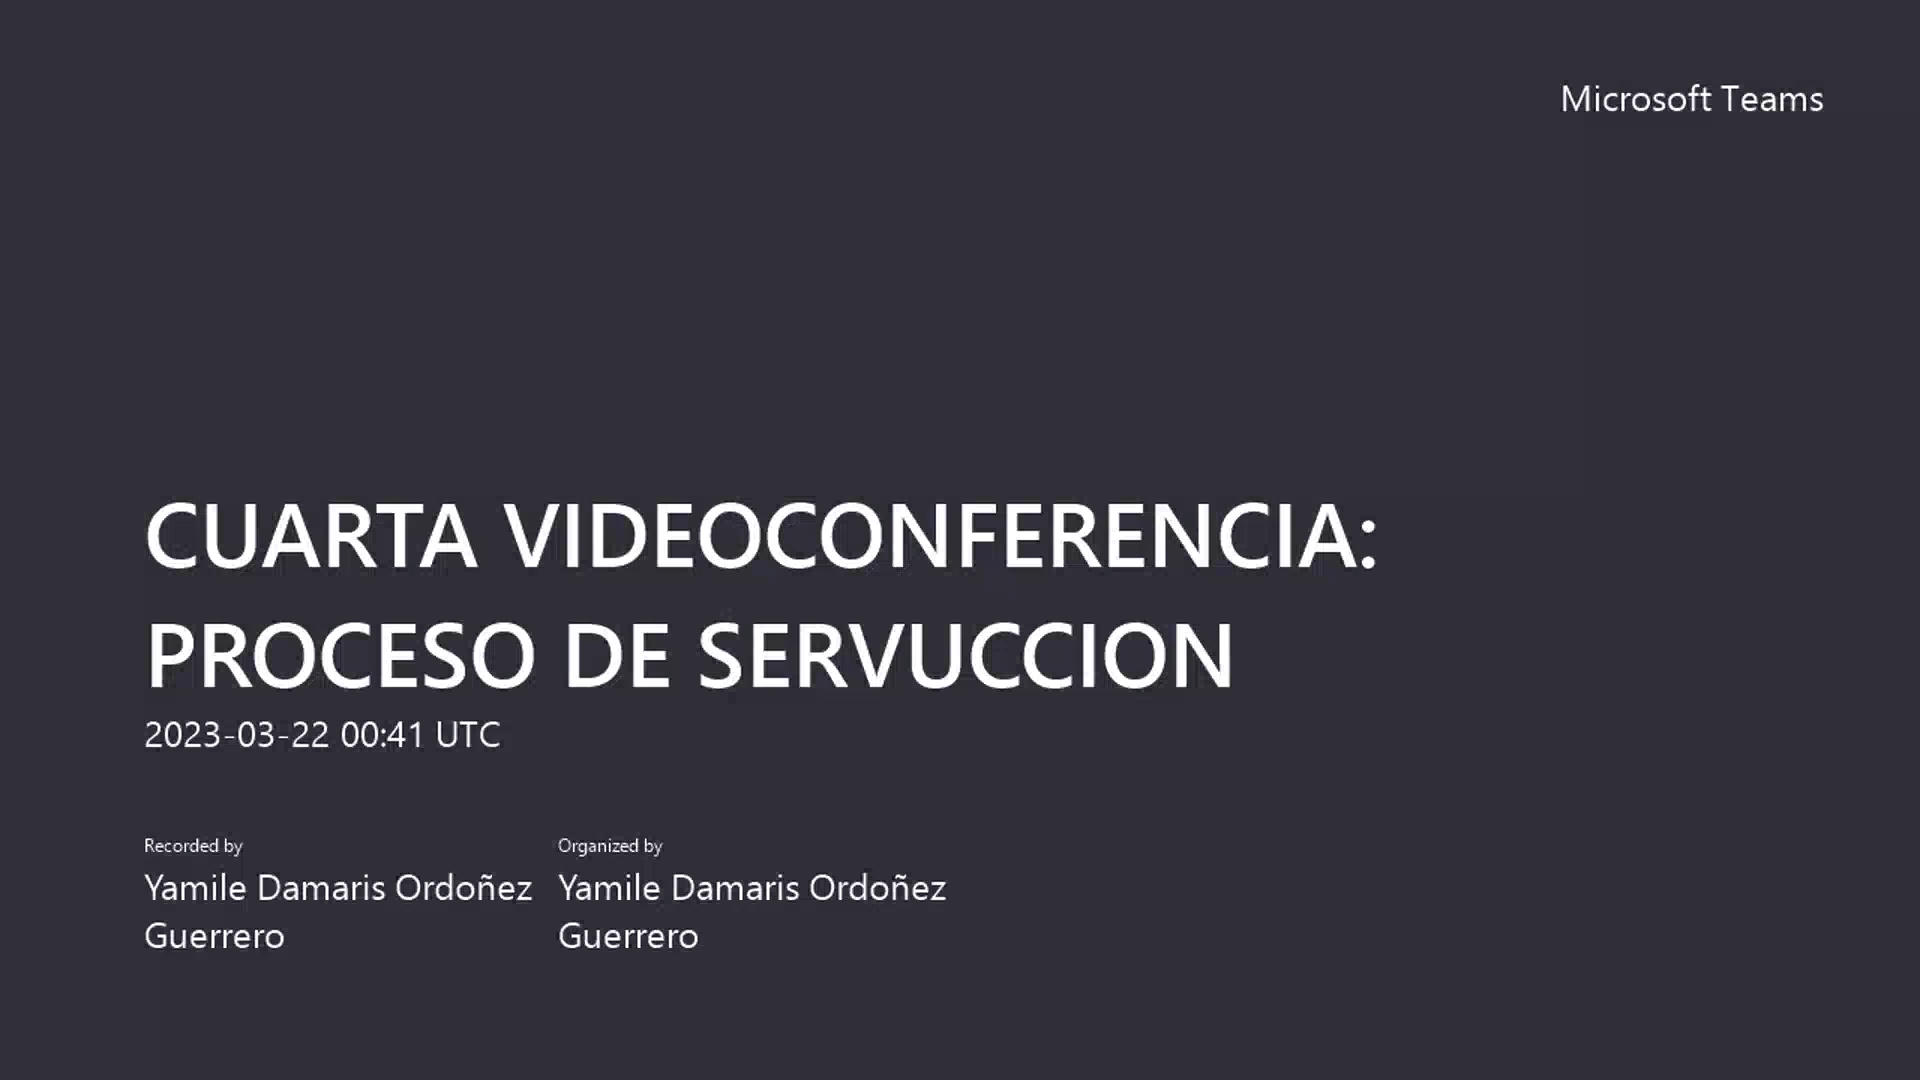 Microsoft Teams
CUARTA VIDEOCONFERENCIA:
PROCESO DE SERVUCCION
2023-03-22 00:41 UTC
Recorded by
Yamile Damaris Ordoñez
Guerrero
Organized by
Yamile Damaris Ordoñez
Guerrero